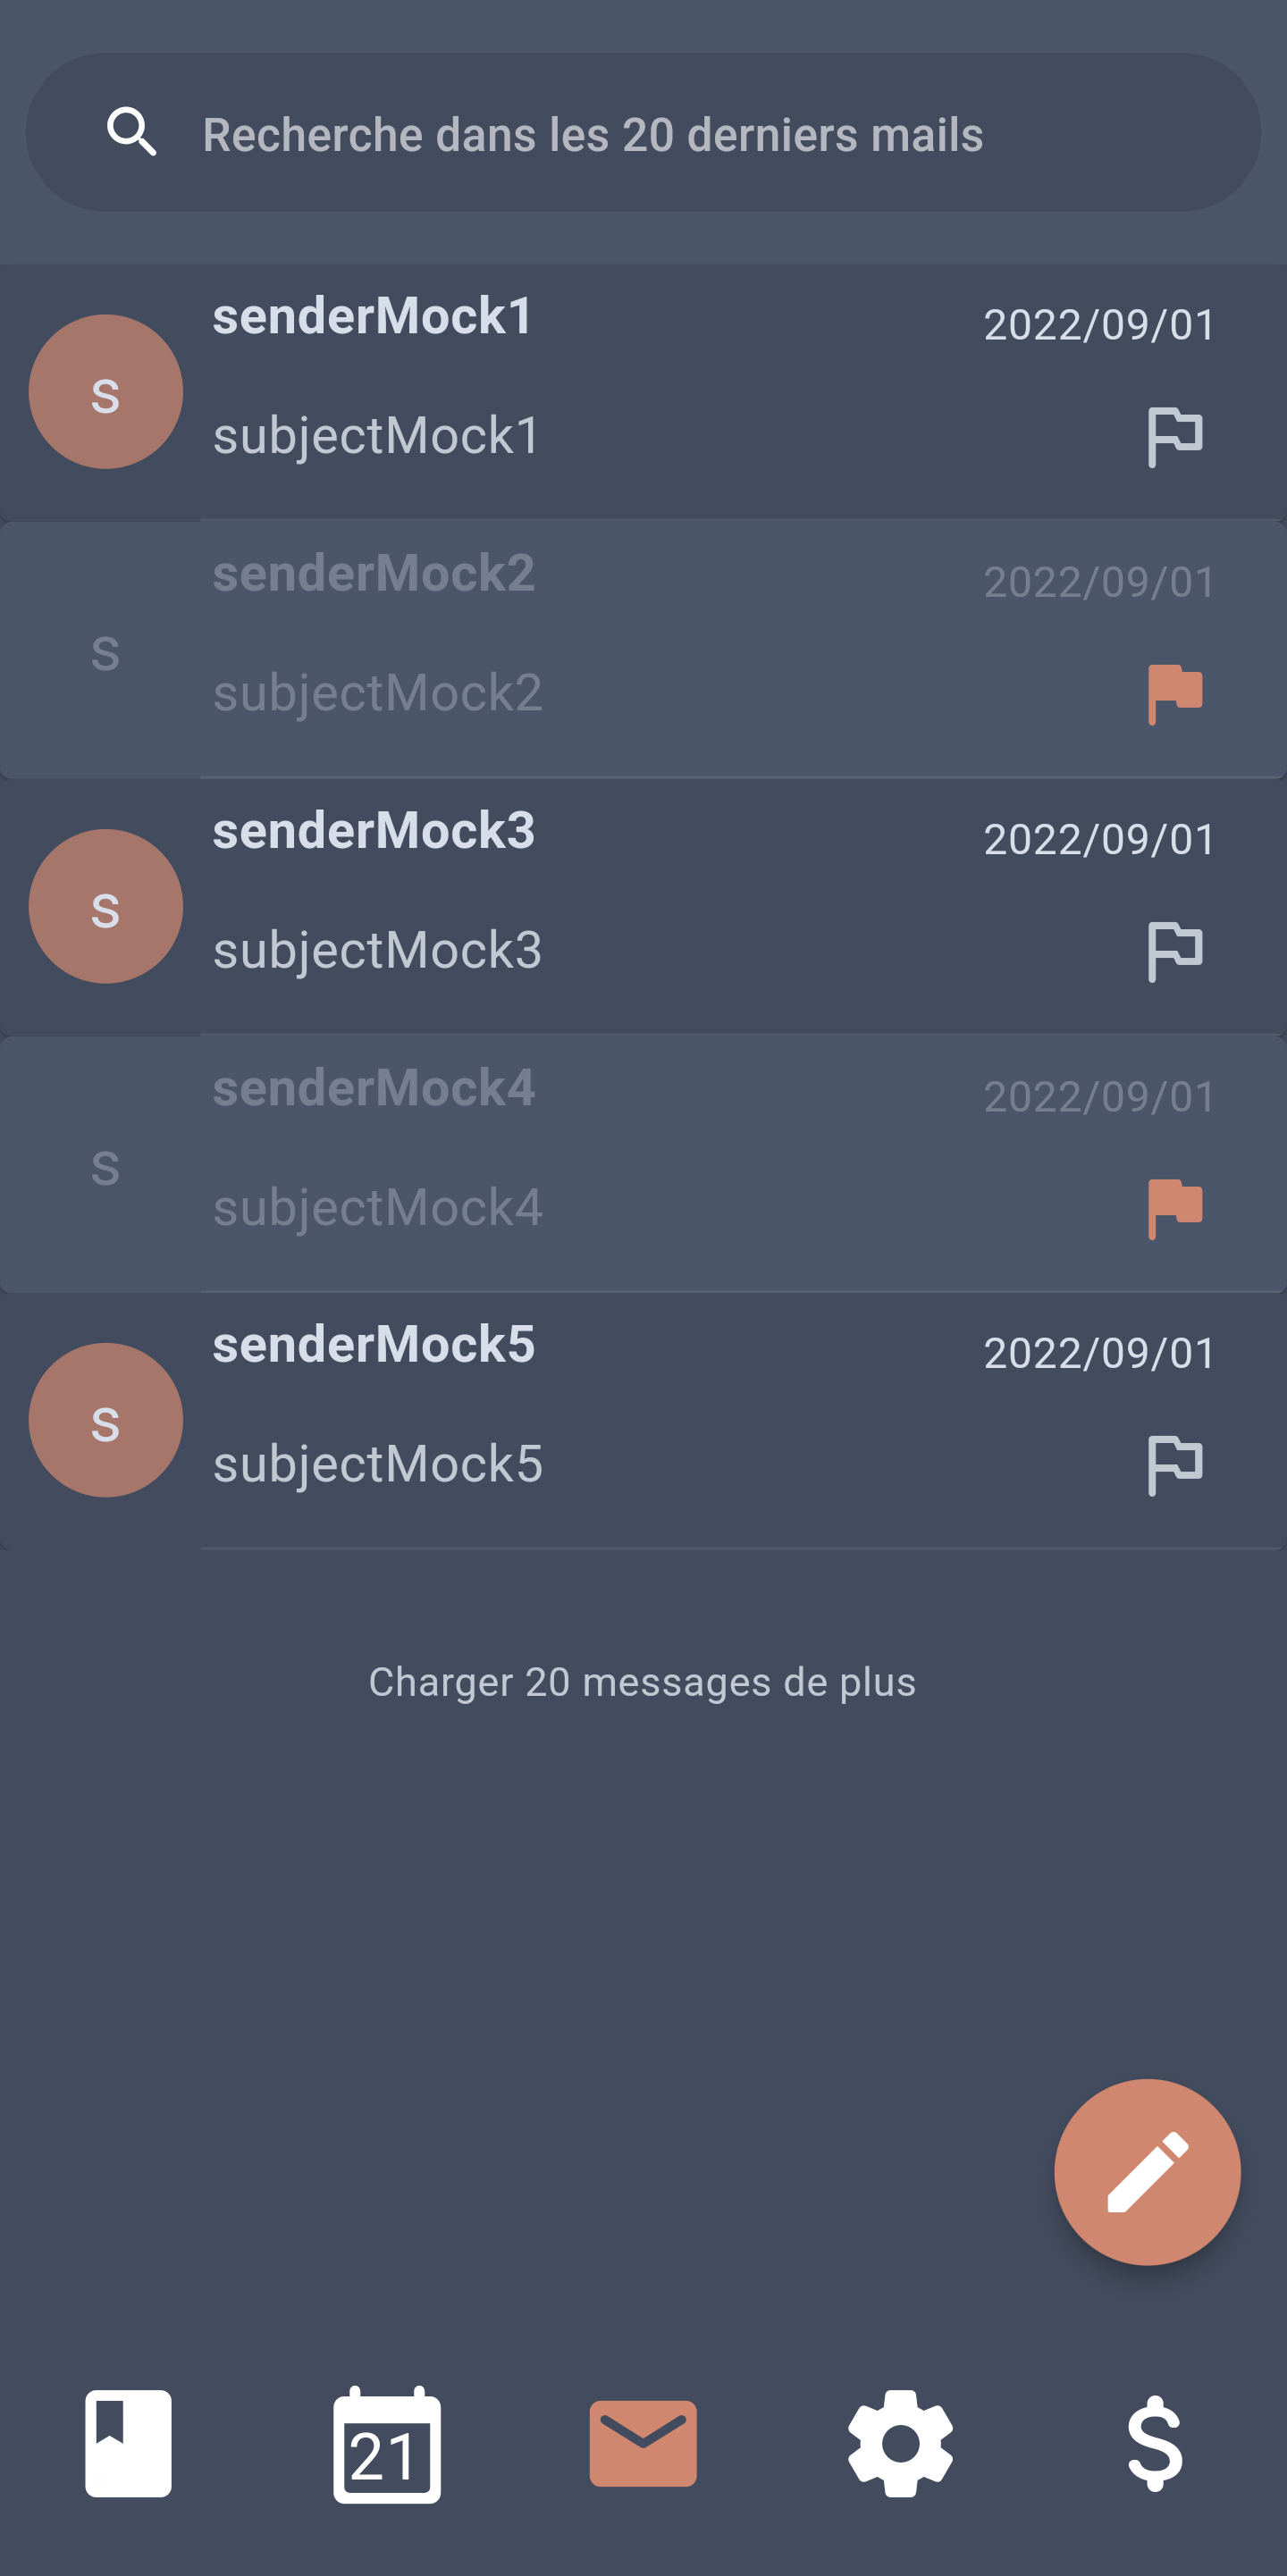 Recherche dans les 20 derniers mails
senderMock1
2022/09/01
s
subjectMock1
senderMock2
2022/09/01
s
subjectMock2
senderMock3
2022/09/01
s
subjectMock3
senderMock4
2022/09/01
s
subjectMock4
senderMock5
2022/09/01
s
subjectMock5
Charger 20 messages de plus
21